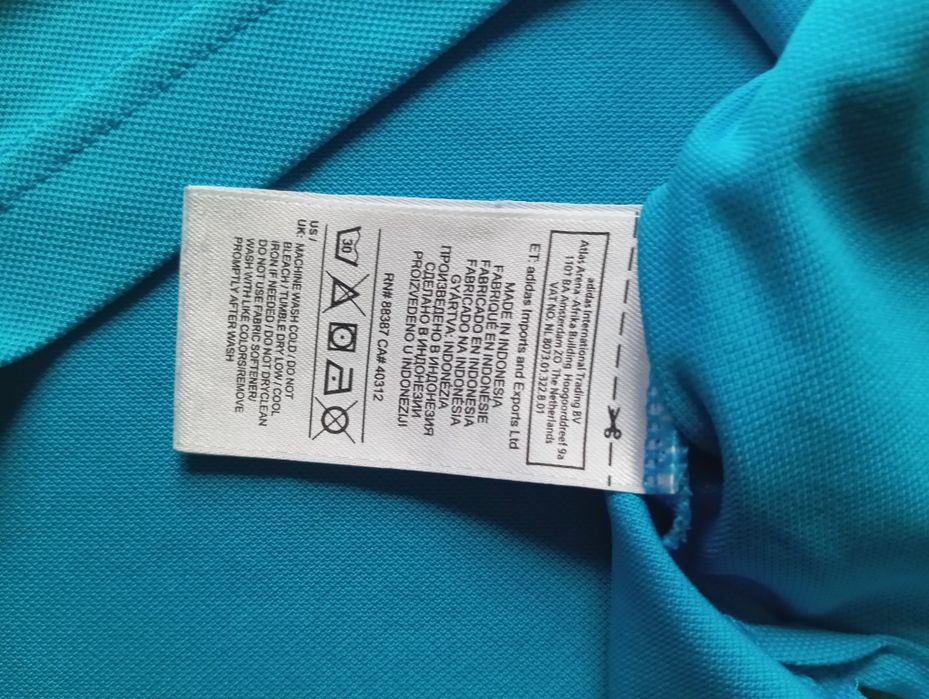 adidas International Trading BV
Atlas Arena-Afrika Building Hoogoorddreef 9a
1101 BA Amsterdam ZO The Netherlands
VAT NO. NL 8073.01.322.B.01
ET: adidas Imports and Exports Ltd
MADE IN INDONESIA
FABRIQUÉ EN INDONÉSIE
FABRICADO EN INDONESIA
FABRICADO NA INDONÉSIA
GYÁRTVA: INDONÉZIA
ПРОИЗВЕДЕНО В ИНДОНЕЗИЯ
СДЕЛАНО В ИНДОНЕЗИИ
PROIZVEDENO U INDONEZIJI
RN# 88387 CA# 40312
30
US /
UK: MACHINE WASH COLD / DO NOT
BLEACH / TUMBLE DRY LOW / COOL
IRON IF NEEDED / DO NOT DRYCLEAN
DO NOT USE FABRIC SOFTENER/
WASH WITH LIKE COLORS/REMOVE
PROMPTLY AFTER WASH